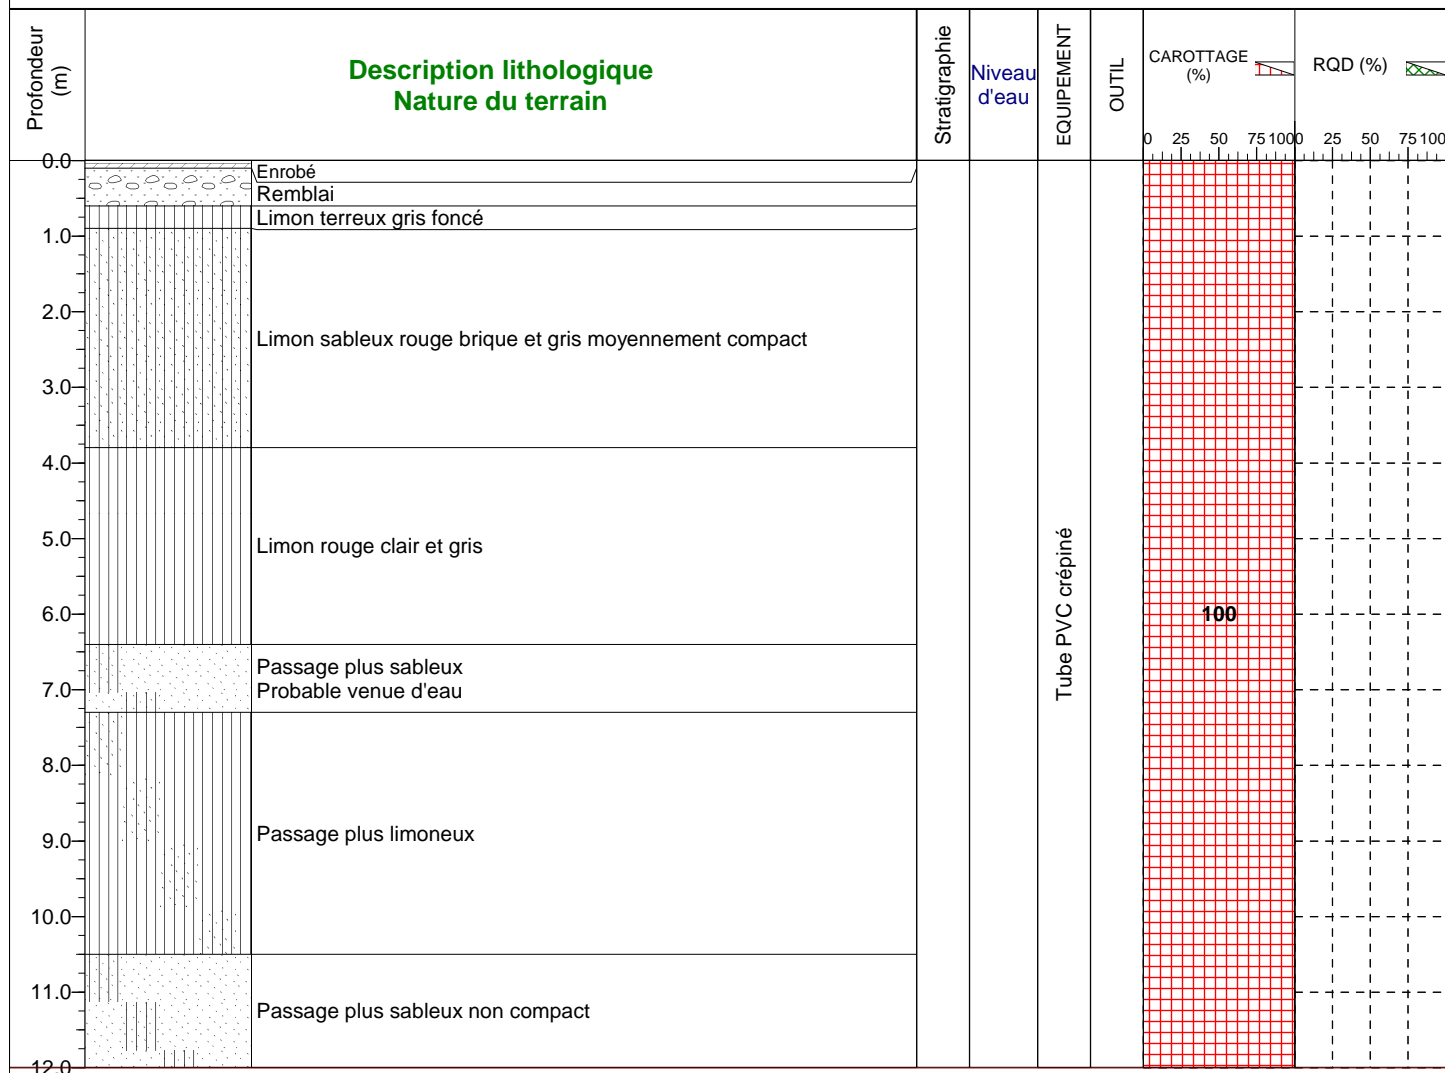 Profondeur
(m)
Description lithologique
Nature du terrain
Stratigraphie
Niveau
d'eau
EQUIPEMENT
OUTIL
CAROTTAGE
(%)
RQD (%)
0 25 50 75 100
0 25 50 75 100
0.0
Enrobé
Remblai
Limon terreux gris foncé
1.0
2.0
Limon sableux rouge brique et gris moyennement compact
3.0
4.0
5.0
Limon rouge clair et gris
Tube PVC crépiné
6.0
100
Passage plus sableux
7.0
Probable venue d'eau
8.0
9.0
Passage plus limoneux
10.0
11.0
Passage plus sableux non compact
12.0